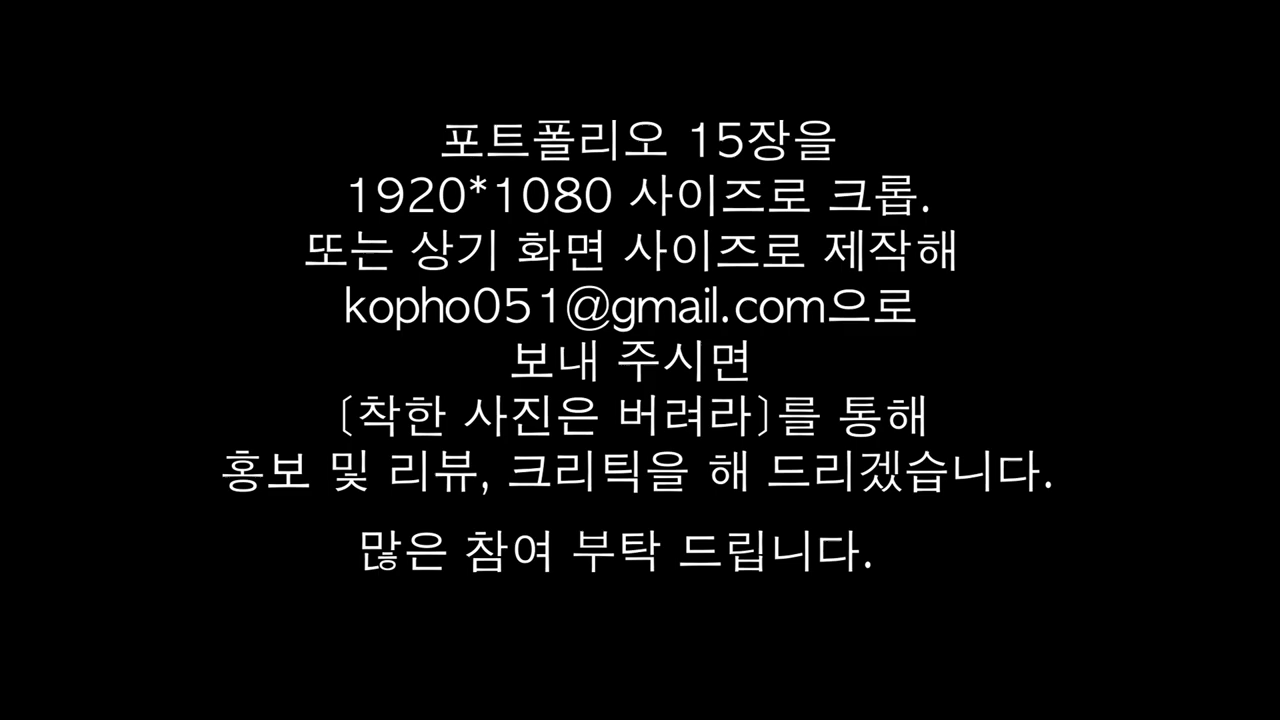 포트폴리오 15장을
1920*1080 사이즈로 크롭.
또는 상기 화면 사이즈로 제작해
kopho051@gmail.com으로
보내 주시면
〔착한 사진은 버려라〕를 통해
홍보 및 리뷰, 크리틱을 해 드리겠습니다.
많은 참여 부탁 드립니다.